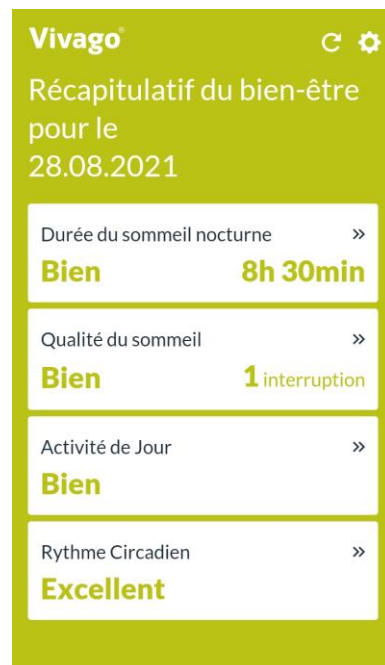 Vivago®
Récapitulatif du bien-être
pour le
28.08.2021
Durée du sommeil nocturne »
Bien 8h 30min
Qualité du sommeil »
Bien 1 interruption
Activité de Jour »
Bien
Rythme Circadien »
Excellent